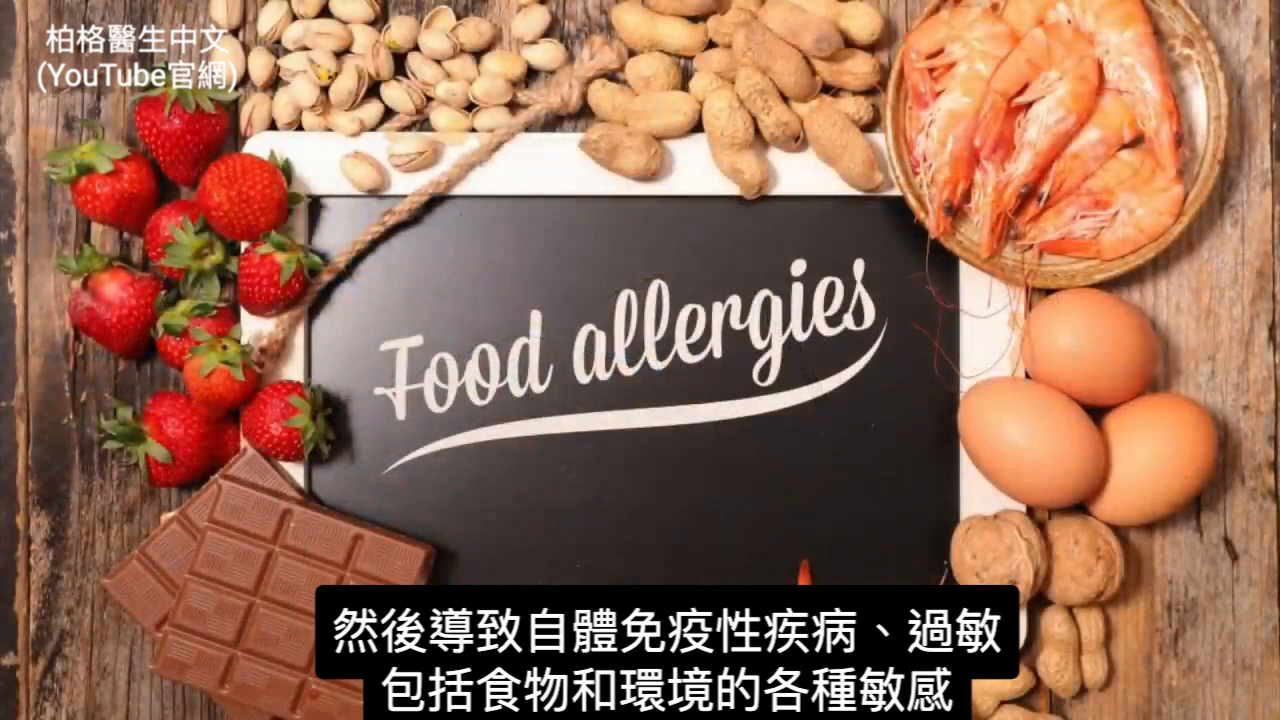 柏格醫生中文
(YouTube官網)
Food allergies
然後導致自體免疫性疾病、過敏
包括食物和環境的各種敏感